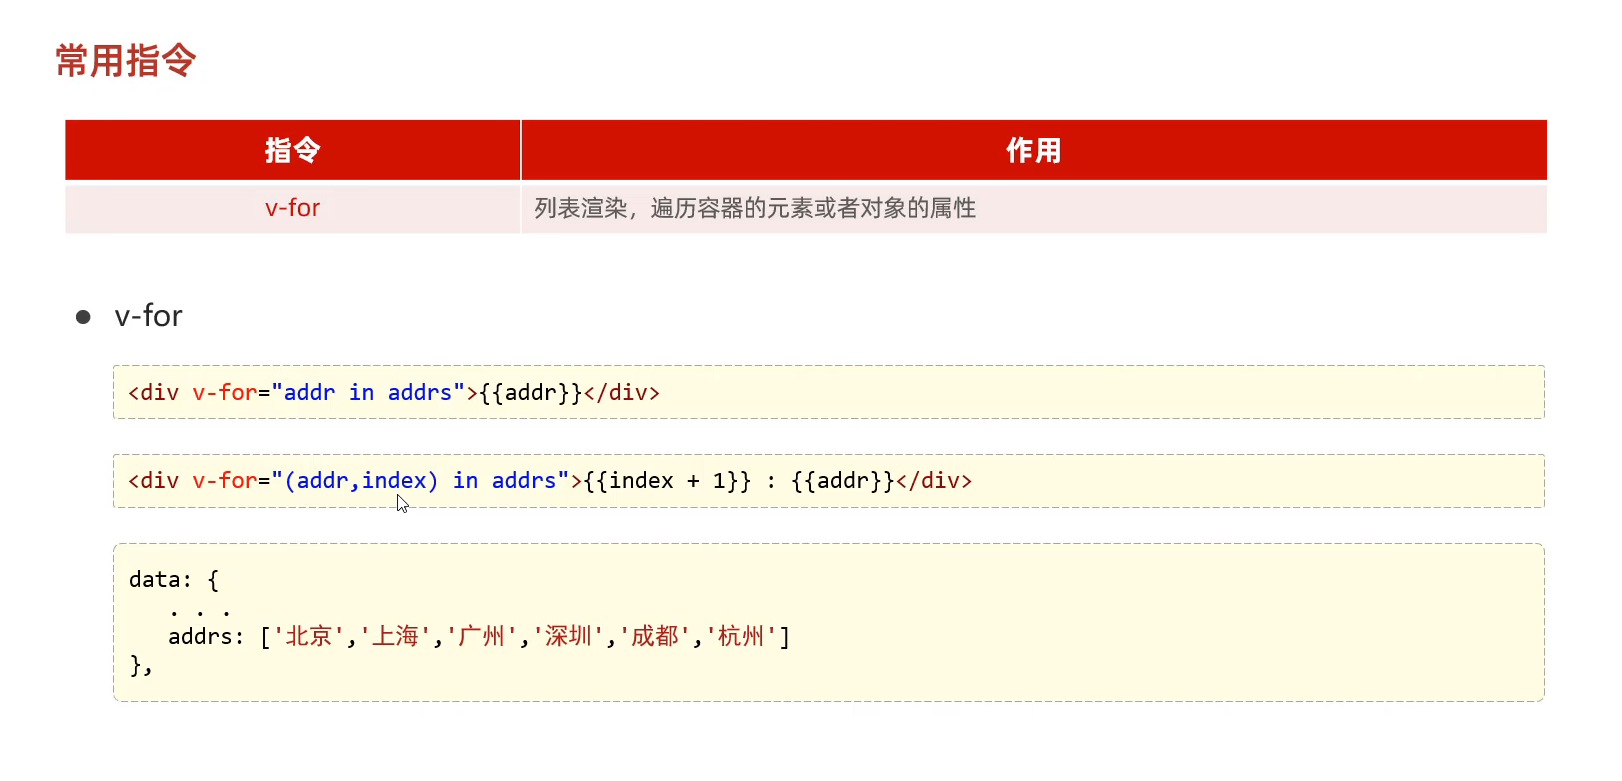 常用指令
指令 作用
v-for 列表渲染，遍历容器的元素或者对象的属性
● v-for
<div v-for="addr in addrs">{{addr}}</div>
<div v-for="(addr,index) in addrs">{{index + 1}} : {{addr}}</div>
data: {
. . .
addrs: ['北京','上海','广州','深圳','成都','杭州']
},